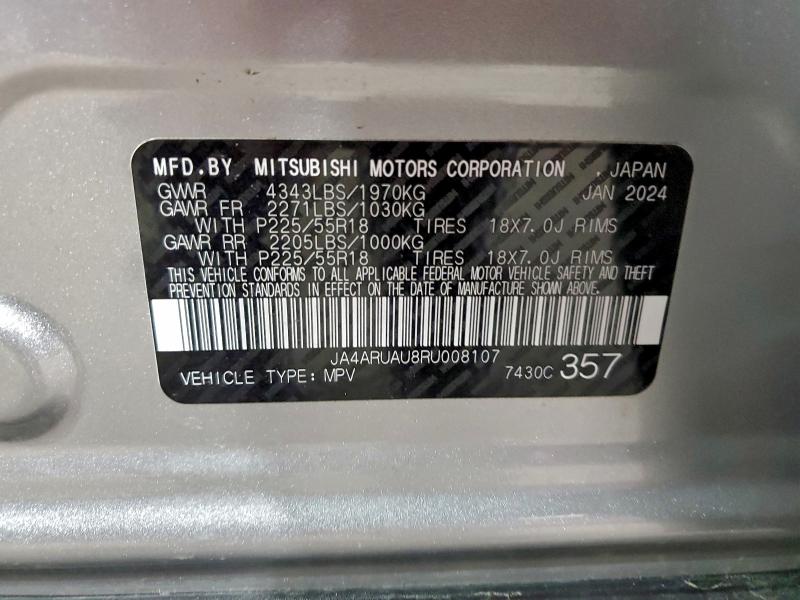 MFD.BY MITSUBISHI MOTORS CORPORATION , JAPAN
GVWR 4343LBS/1970KG JAN 2024
GAWR FR 2271LBS/1030KG
WITH P225/55R18 TIRES 18X7.0J RIMS
GAWR RR 2205LBS/1000KG
WITH P225/55R18 TIRES 18X7.0J RIMS
THIS VEHICLE CONFORMS TO ALL APPLICABLE FEDERAL MOTOR VEHICLE SAFETY AND THEFT
PREVENTION STANDARDS IN EFFECT ON THE DATE OF MANUFACTURE SHOWN ABOVE.
JA4ARUAU8RU008107
VEHICLE TYPE: MPV 7430C 357